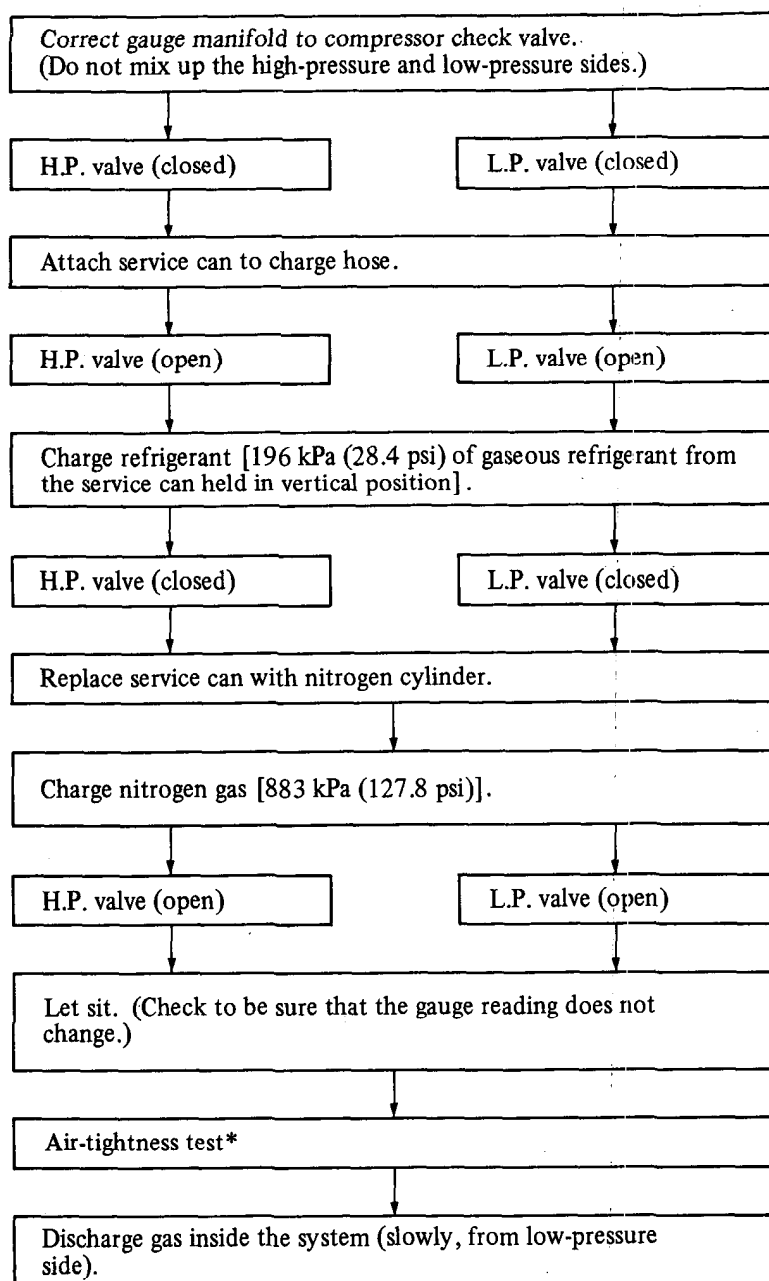 Correct gauge manifold to compressor check valve.
(Do not mix up the high-pressure and low-pressure sides.)
H.P. valve (closed)
L.P. valve (closed)
Attach service can to charge hose.
H.P. valve (open)
L.P. valve (open)
Charge refrigerant [196 kPa (28.4 psi) of gaseous refrigerant from
the service can held in vertical position].
H.P. valve (closed)
L.P. valve (closed)
Replace service can with nitrogen cylinder.
Charge nitrogen gas [883 kPa (127.8 psi)].
H.P. valve (open)
L.P. valve (open)
Let sit. (Check to be sure that the gauge reading does not
change.)
Air-tightness test*
Discharge gas inside the system (slowly, from low-pressure
side).